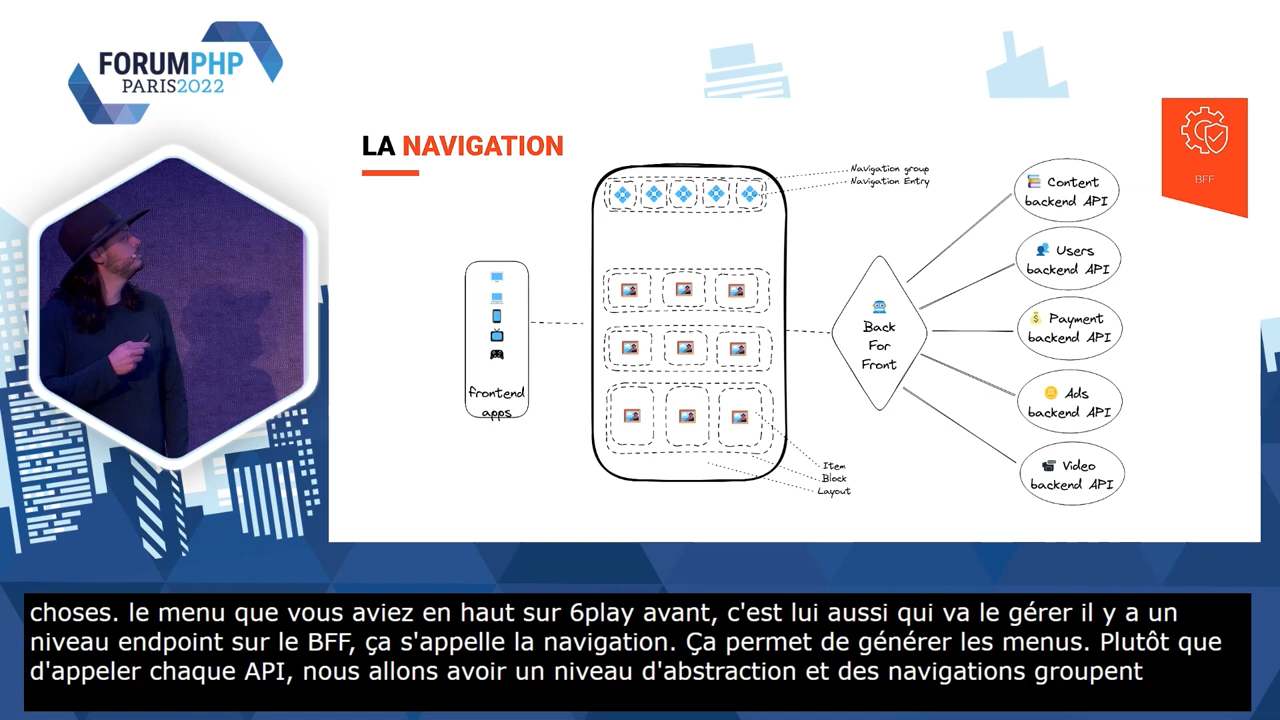 FORUMPHP
PARIS2022
LA NAVIGATION
BFF
Navigation group
Navigation Entry
Content
backend API
Users
backend API
Payment
backend API
Ads
backend API
Video
backend API
Back
For
Front
frontend
apps
Item
Block
Layout
choses. le menu que vous aviez en haut sur 6play avant, c'est lui aussi qui va le gérer il y a un
niveau endpoint sur le BFF, ça s'appelle la navigation. Ça permet de générer les menus. Plutôt que
d'appeler chaque API, nous allons avoir un niveau d'abstraction et des navigations groupent